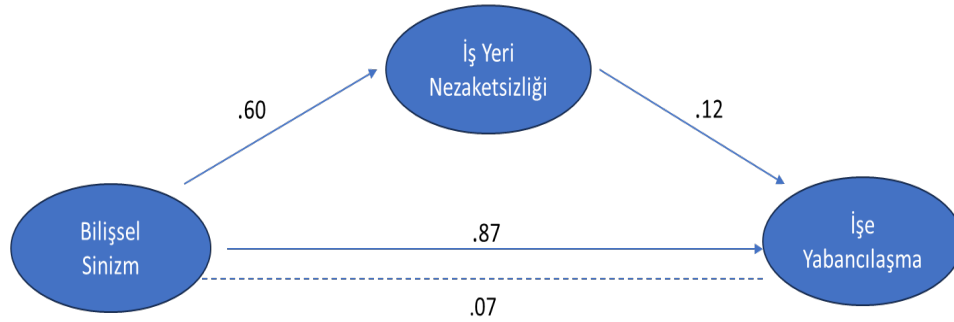 İş Yeri
Nezaketsizliği
.60
.12
Bilişsel
Sinizm
.87
İşe
Yabancılaşma
.07